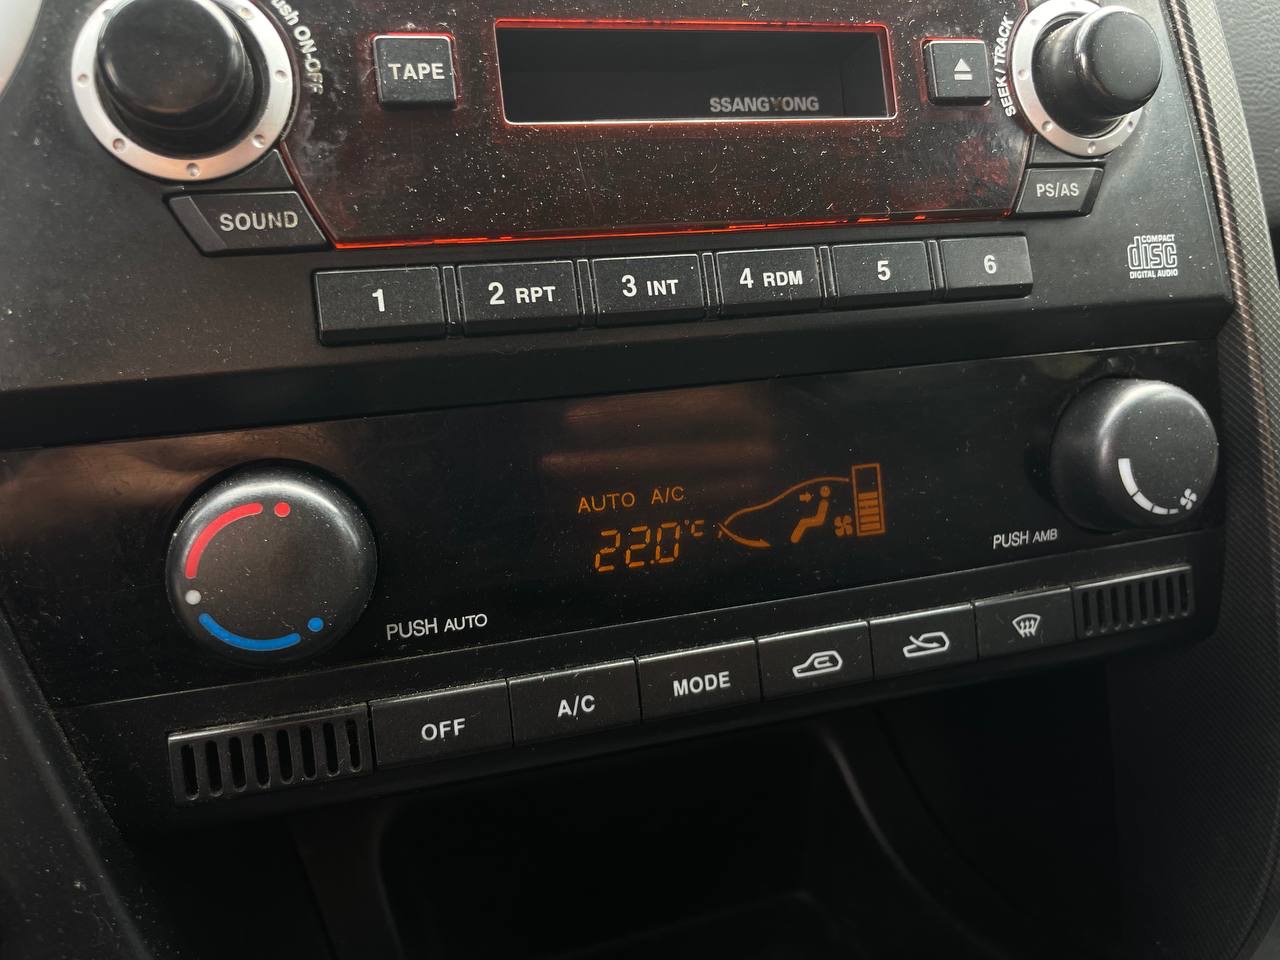 Push ON-OFF
TAPE
SSANGYONG
SEEK / TRACK
SOUND
PS/AS
1
2 RPT
3 INT
4 RDM
5
6
COMPACT
disc
DIGITAL AUDIO
AUTO A/C
22.0°C
PUSH AMB
PUSH AUTO
OFF
A/C
MODE